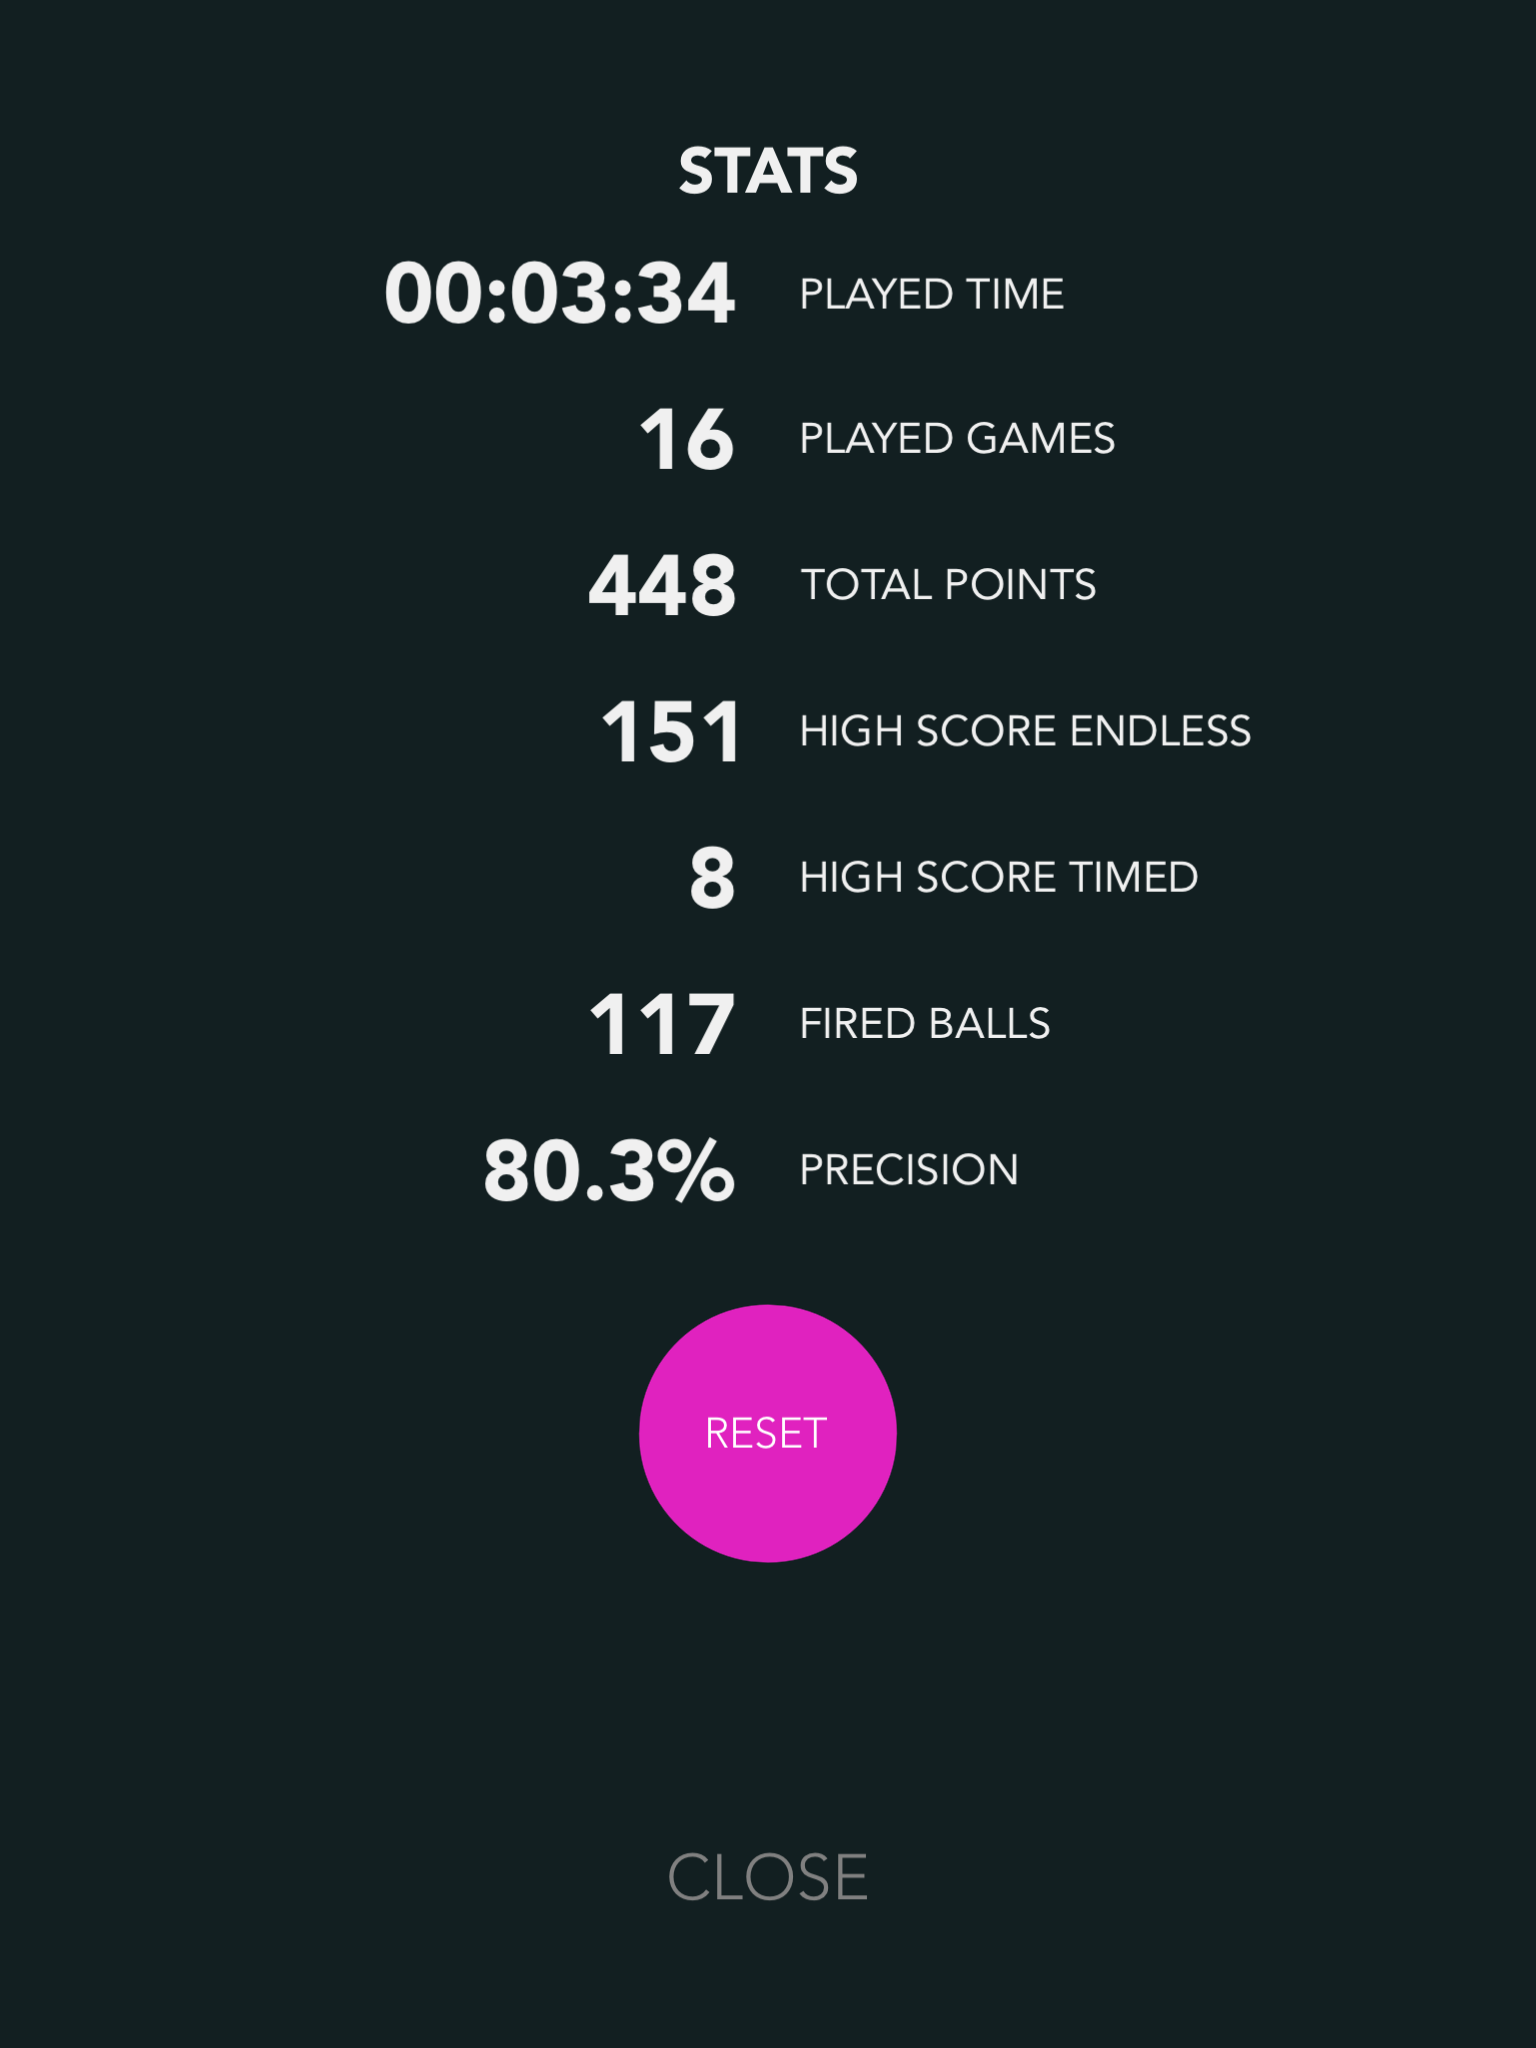 STATS
00:03:34 PLAYED TIME
16 PLAYED GAMES
448 TOTAL POINTS
151 HIGH SCORE ENDLESS
8 HIGH SCORE TIMED
117 FIRED BALLS
80.3% PRECISION
RESET
CLOSE